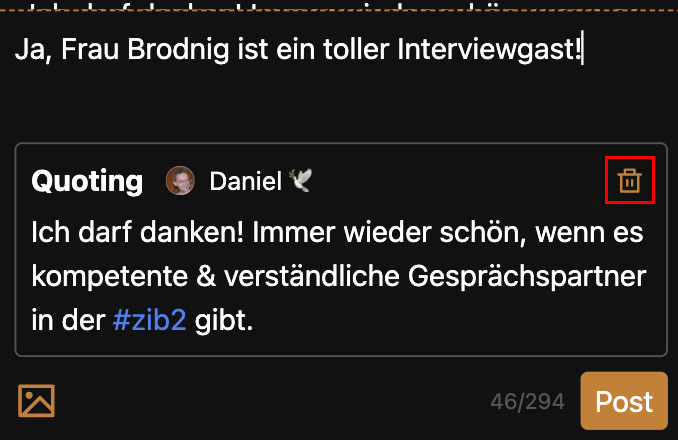 Ja, Frau Brodnig ist ein toller Interviewgast!
Quoting Daniel 🕊️
Ich darf danken! Immer wieder schön, wenn es
kompetente & verständliche Gesprächspartner
in der #zib2 gibt.
46/294 Post